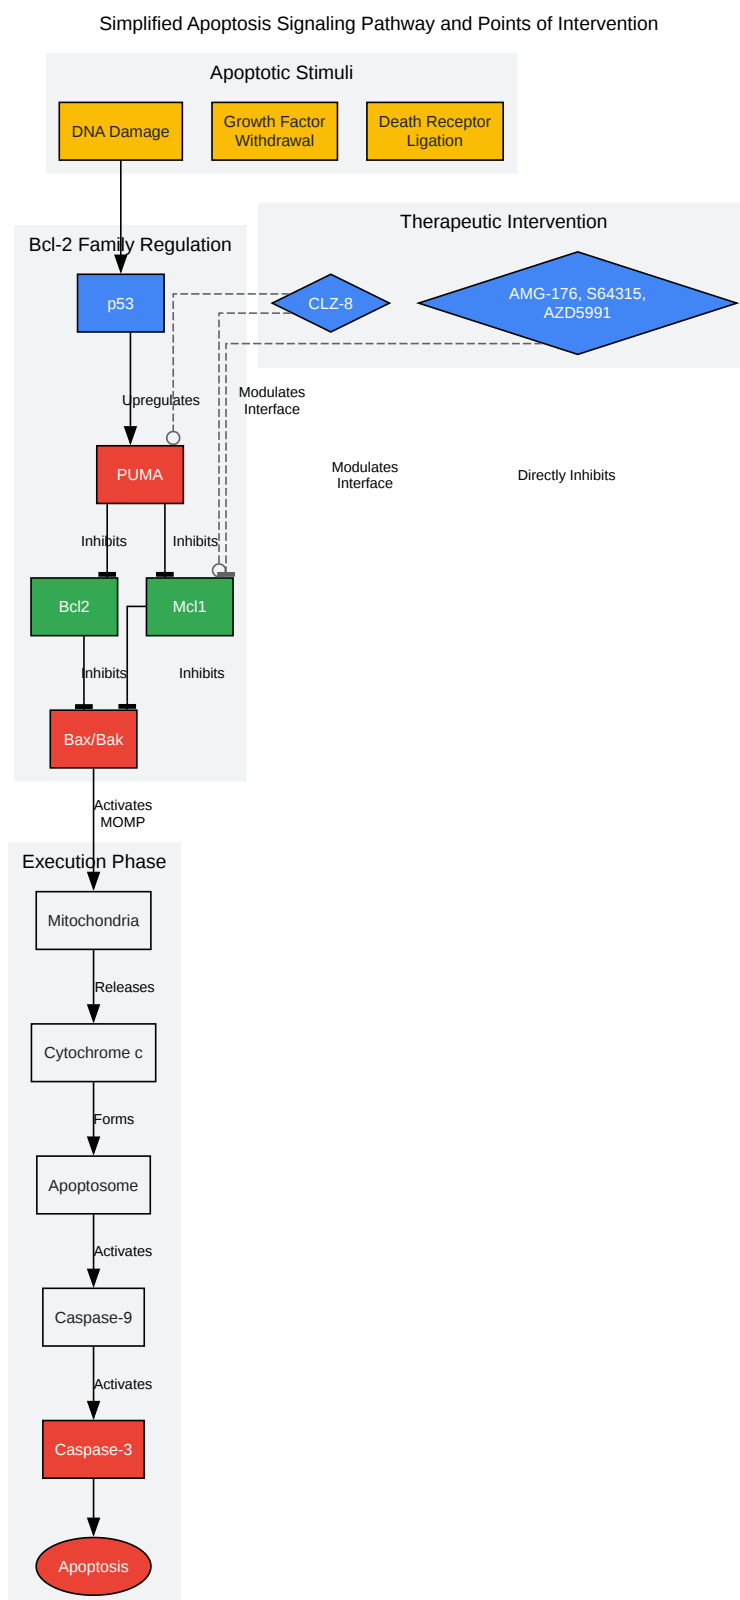 Simplified Apoptosis Signaling Pathway and Points of Intervention
Apoptotic Stimuli
DNA Damage
Growth Factor
Withdrawal
Death Receptor
Ligation
Therapeutic Intervention
Bcl-2 Family Regulation
p53
CLZ-8
AMG-176, S64315,
AZD5991
Upregulates
Modulates
Interface
PUMA
Modulates
Interface
Directly Inhibits
Inhibits
Inhibits
Bcl2
Mcl1
Inhibits
Inhibits
Bax/Bak
Activates
MOMP
Execution Phase
Mitochondria
Releases
Cytochrome c
Forms
Apoptosome
Activates
Caspase-9
Activates
Caspase-3
Apoptosis